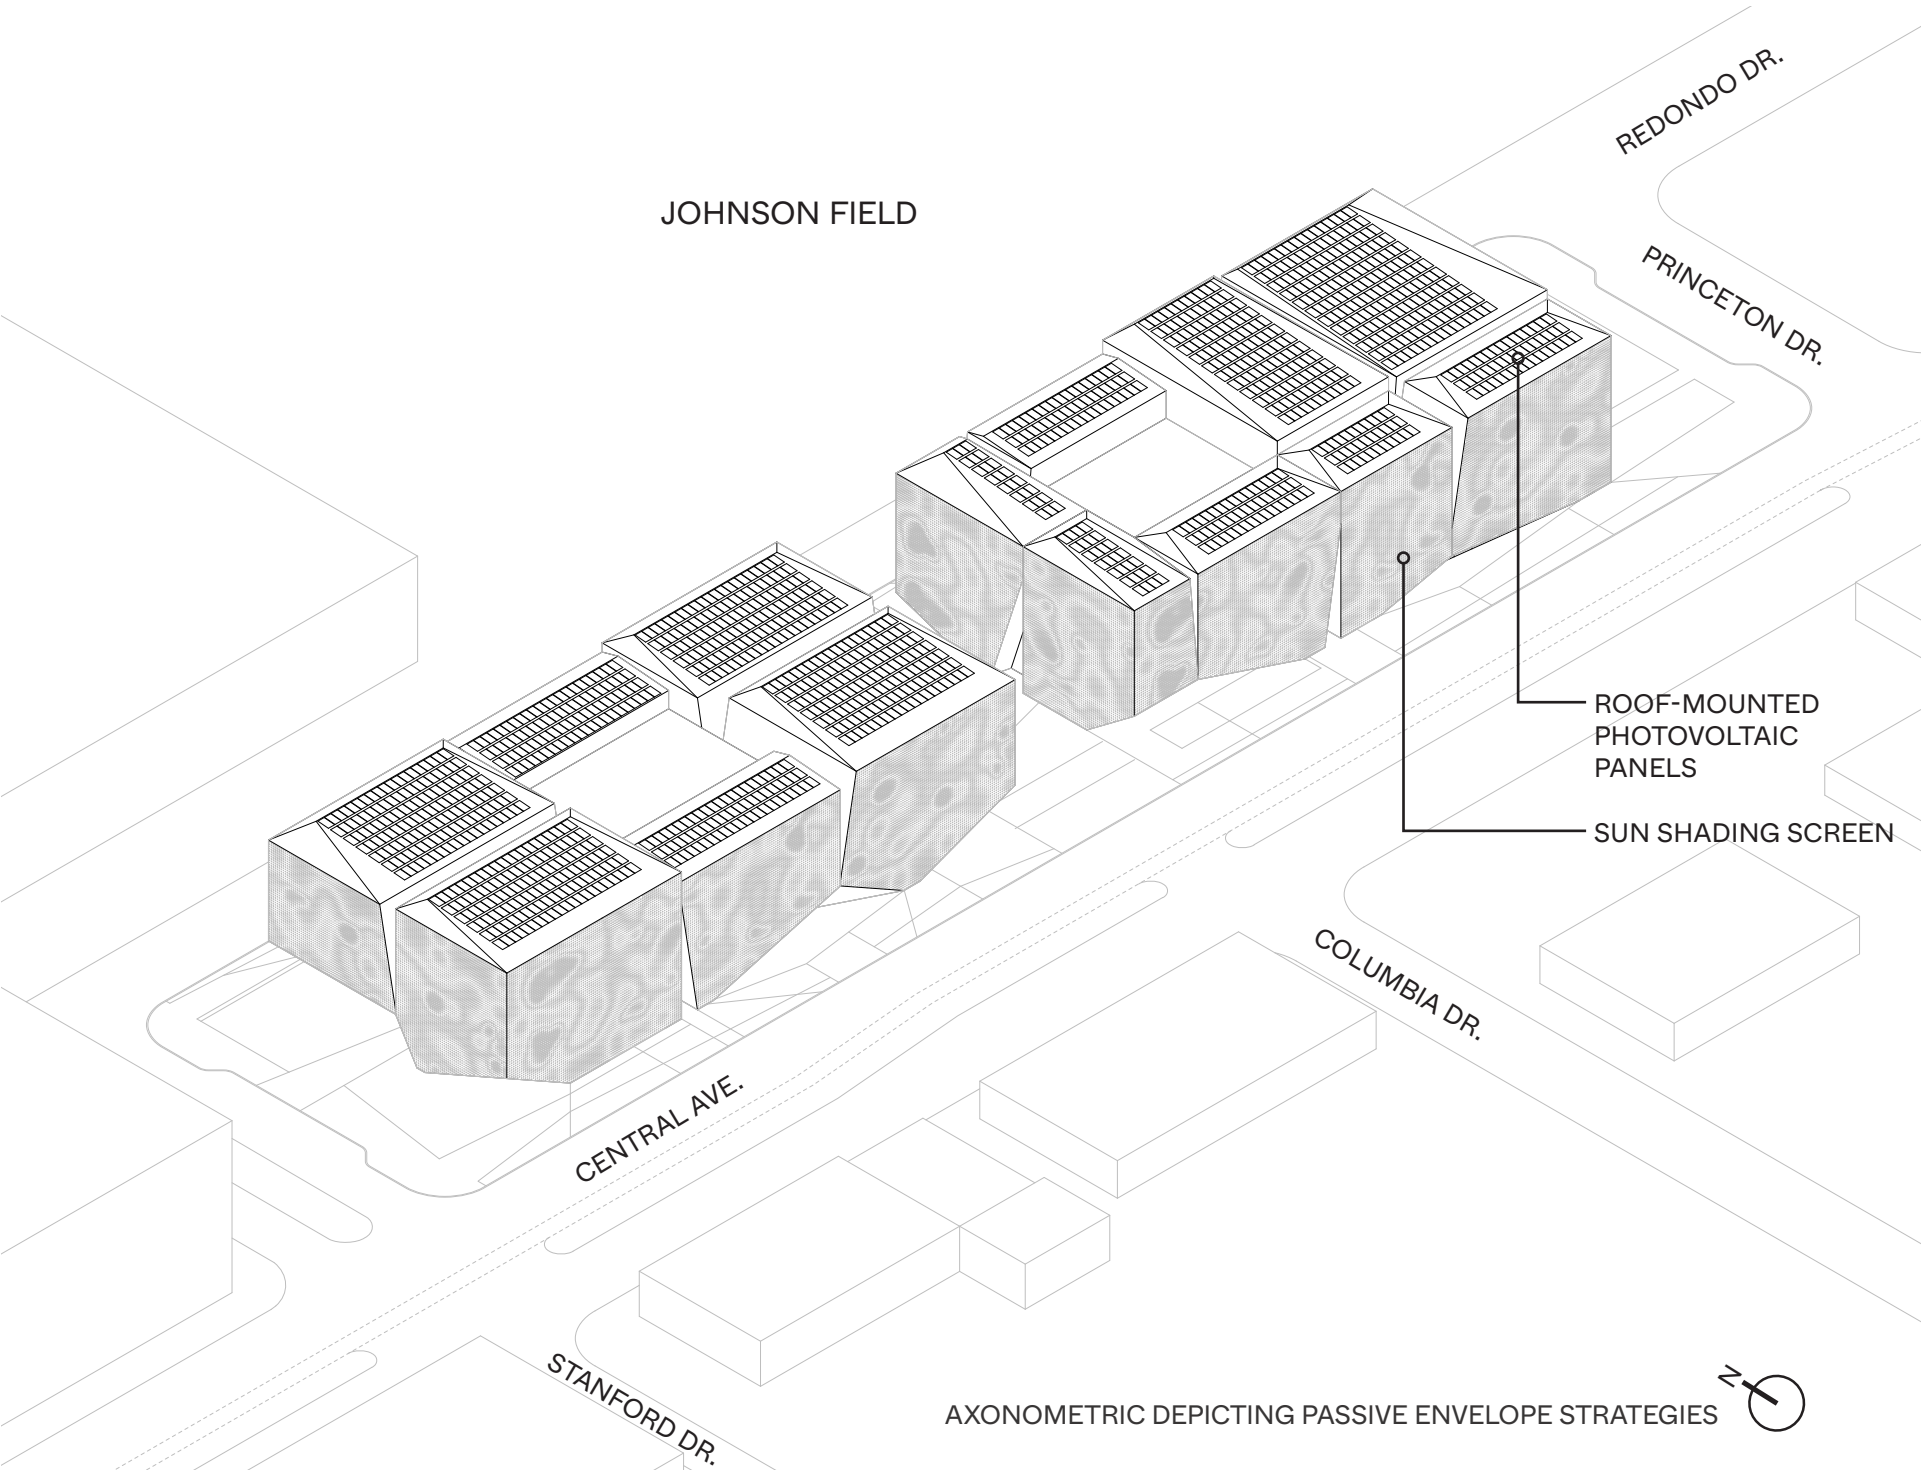 REDONDO DR.
JOHNSON FIELD
PRINCETON DR.
ROOF-MOUNTED
PHOTOVOLTAIC
PANELS
SUN SHADING SCREEN
COLUMBIA DR.
CENTRAL AVE.
STANFORD DR.
N
AXONOMETRIC DEPICTING PASSIVE ENVELOPE STRATEGIES